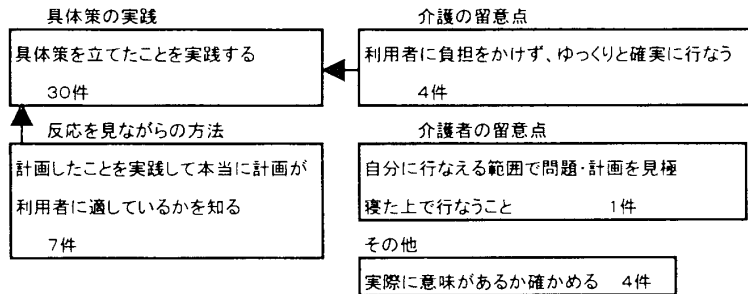 具体策の実践
具体策を立てたことを実践する
30件
介護の留意点
利用者に負担をかけず、ゆっくりと確実に行なう
4件
反応を見ながらの方法
計画したことを実践して本当に計画が
利用者に適しているかを知る
7件
介護者の留意点
自分に行なえる範囲で問題・計画を見極
寝た上で行なうこと 1件
その他
実際に意味があるか確かめる 4件